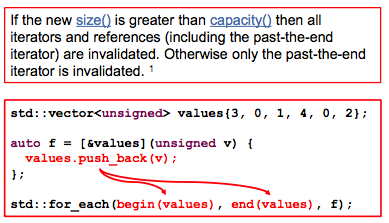 If the new size() is greater than capacity() then all
iterators and references (including the past-the-end
iterator) are invalidated. Otherwise only the past-the-end
iterator is invalidated. ¹
std::vector<unsigned> values{3, 0, 1, 4, 0, 2};
auto f = [&values](unsigned v) {
  values.push_back(v);
};
std::for_each(begin(values), end(values), f);